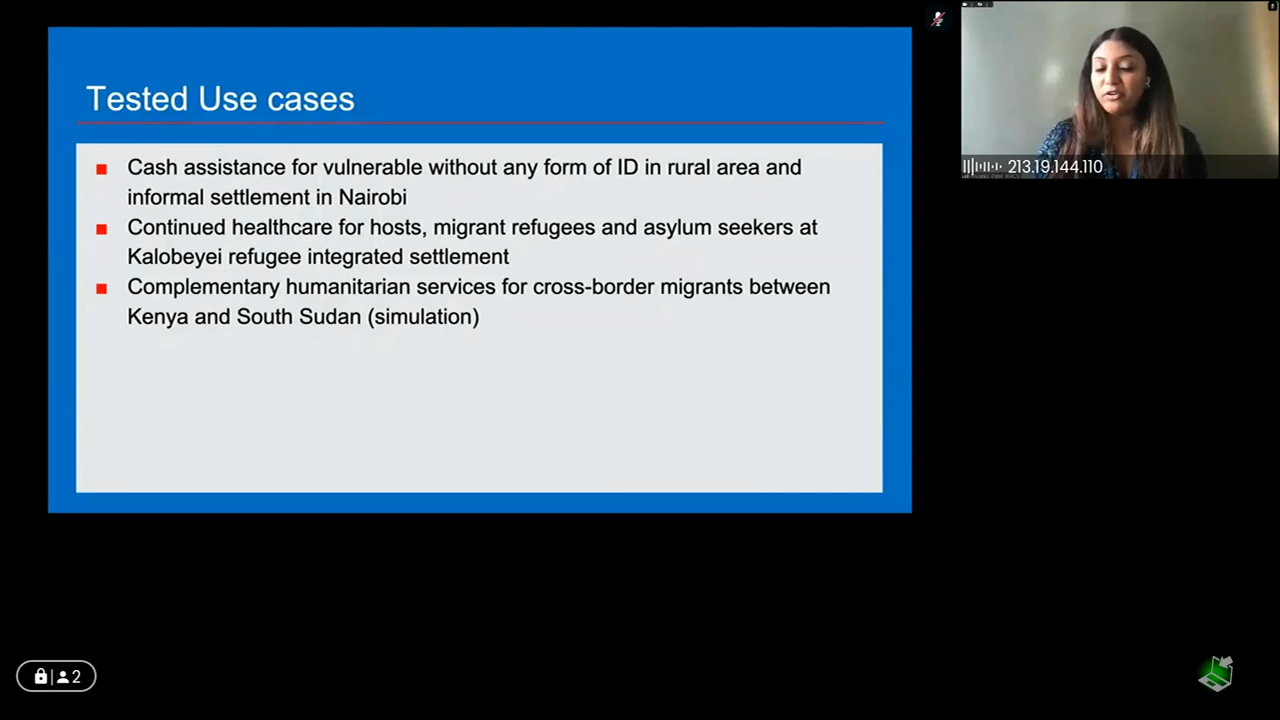 Tested Use cases
Cash assistance for vulnerable without any form of ID in rural area and
informal settlement in Nairobi
Continued healthcare for hosts, migrant refugees and asylum seekers at
Kalobeyei refugee integrated settlement
Complementary humanitarian services for cross-border migrants between
Kenya and South Sudan (simulation)
213.19.144.110
2